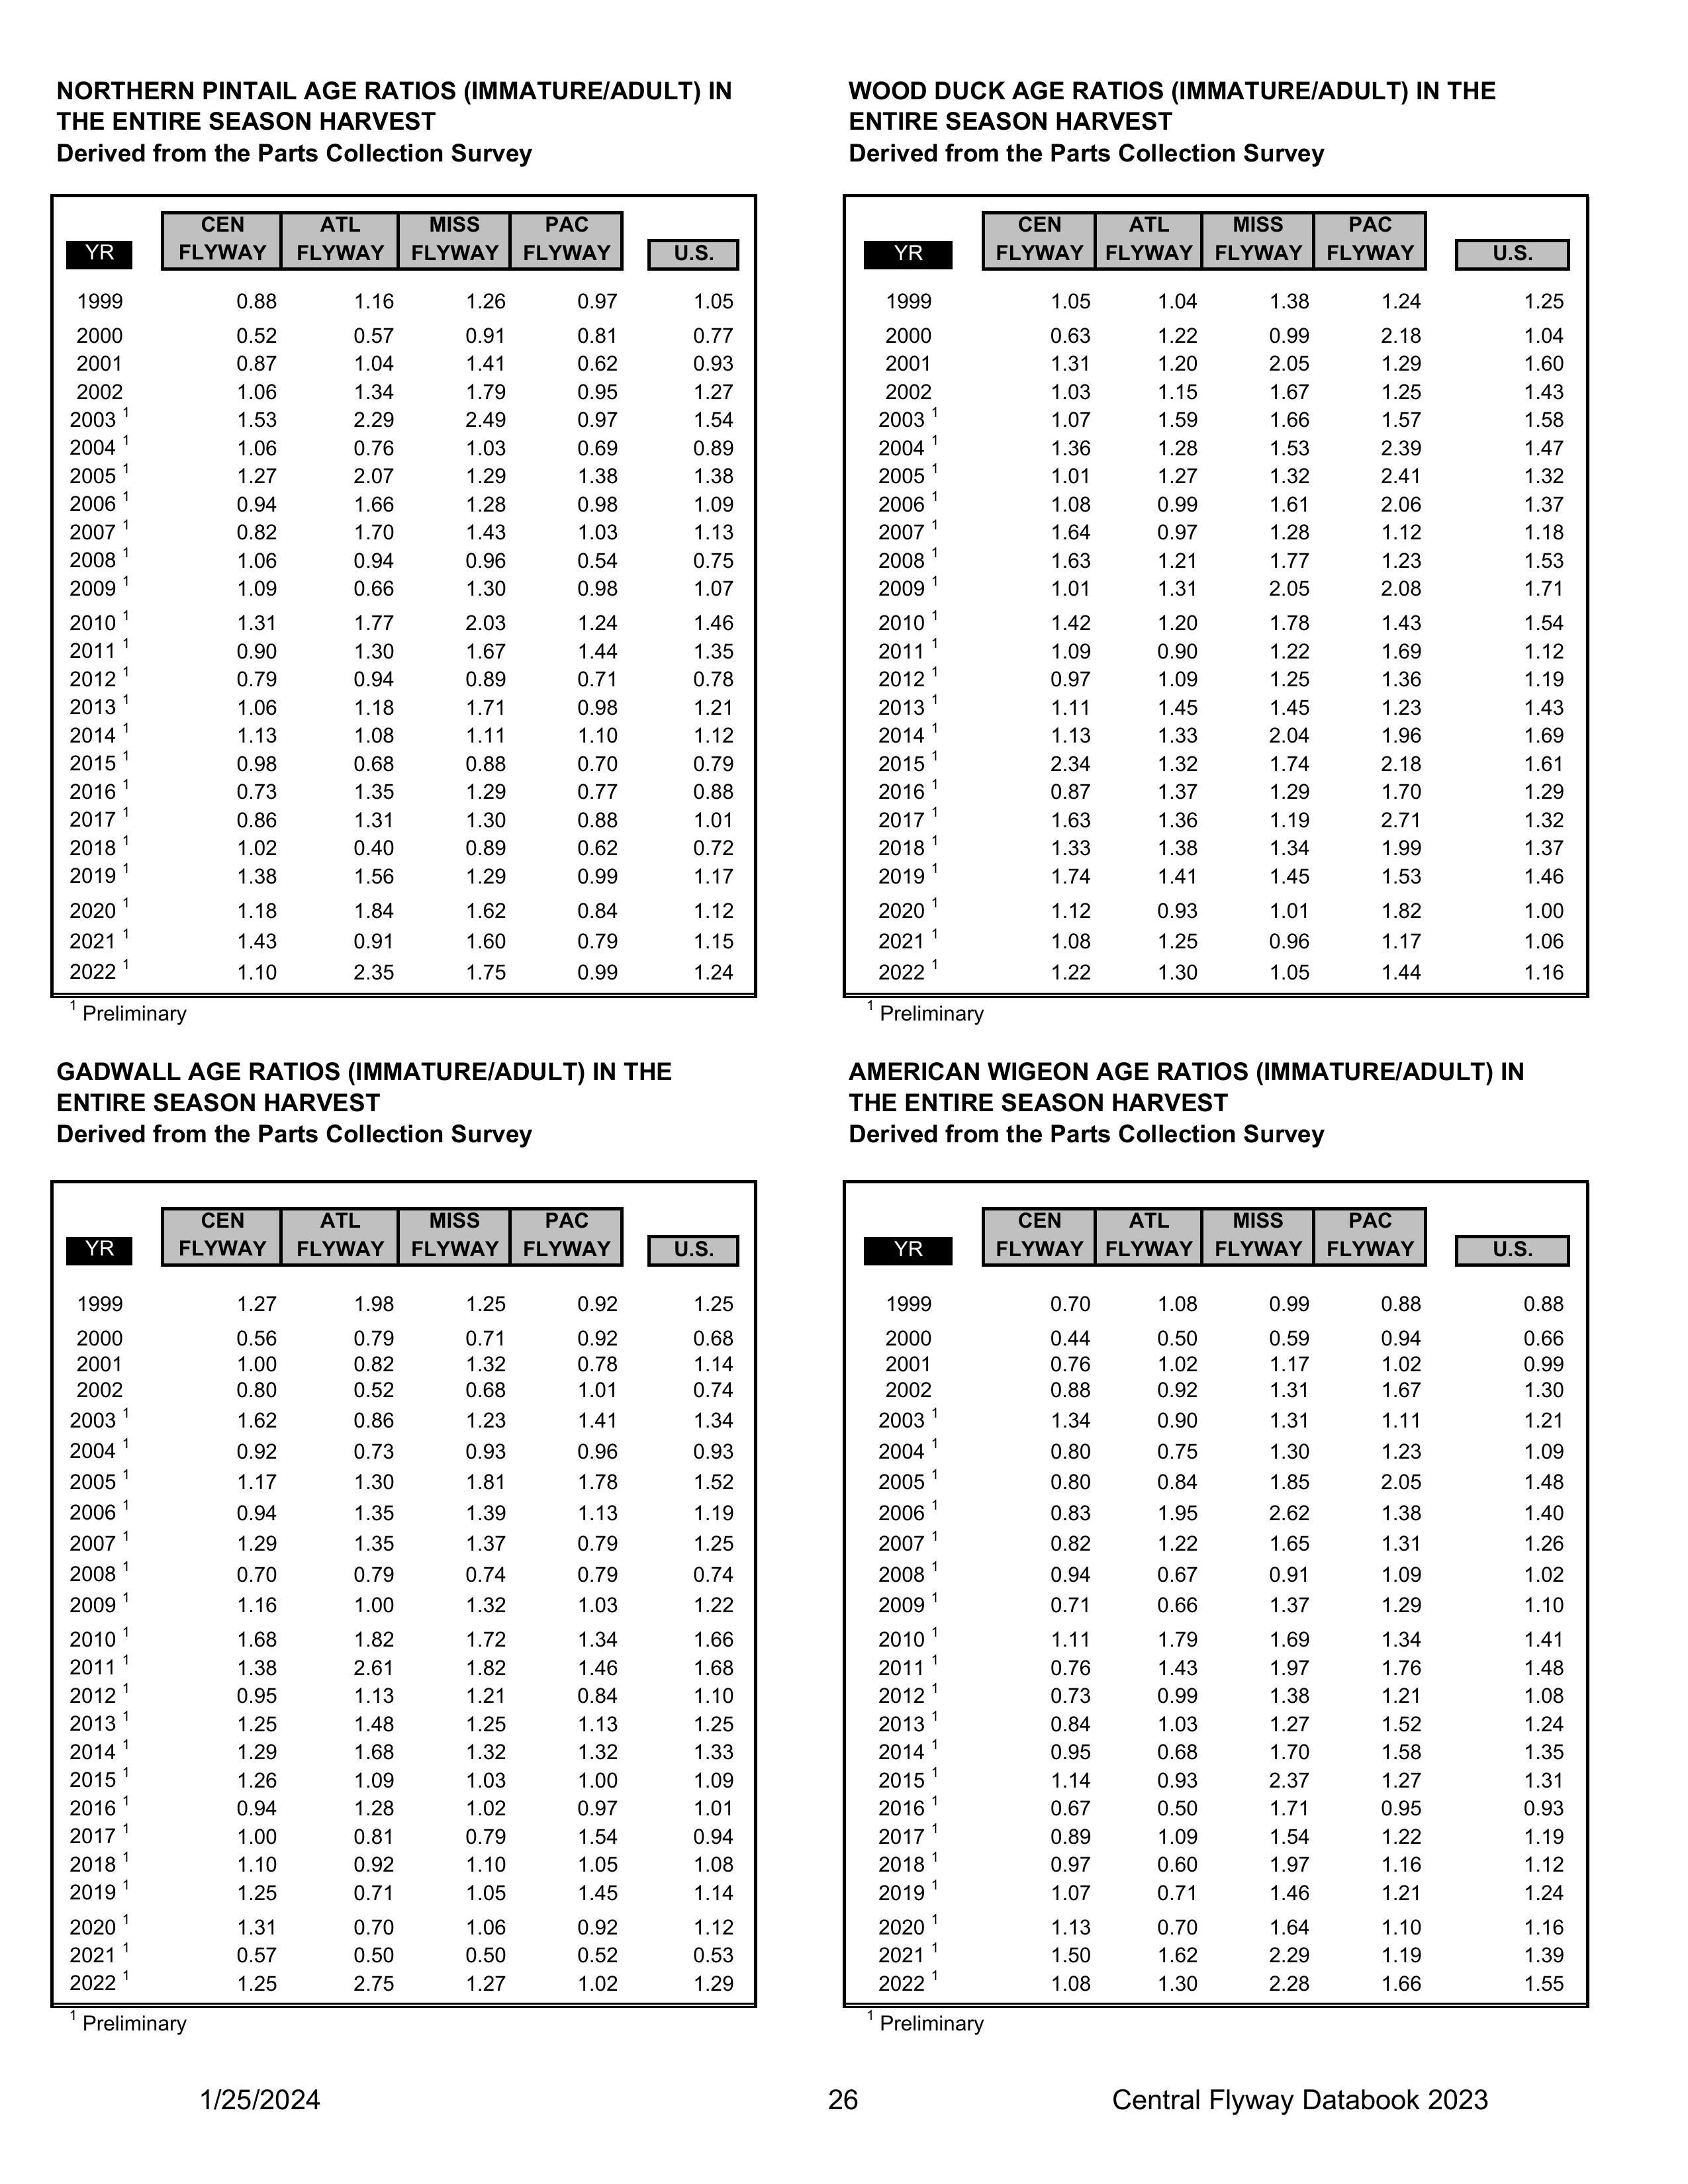 NORTHERN PINTAIL AGE RATIOS (IMMATURE/ADULT) IN
THE ENTIRE SEASON HARVEST
Derived from the Parts Collection Survey
CEN ATL MISS PAC
YR FLYWAY FLYWAY FLYWAY FLYWAY U.S.
1999 0.88 1.16 1.26 0.97 1.05
2000 0.52 0.57 0.91 0.81 0.77
2001 0.87 1.04 1.41 0.62 0.93
2002 1.06 1.34 1.79 0.95 1.27
2003 1 1.53 2.29 2.49 0.97 1.54
2004 1 1.06 0.76 1.03 0.69 0.89
2005 1 1.27 2.07 1.29 1.38 1.38
2006 1 0.94 1.66 1.28 0.98 1.09
2007 1 0.82 1.70 1.43 1.03 1.13
2008 1 1.06 0.94 0.96 0.54 0.75
2009 1 1.09 0.66 1.30 0.98 1.07
2010 1 1.31 1.77 2.03 1.24 1.46
2011 1 0.90 1.30 1.67 1.44 1.35
2012 1 0.79 0.94 0.89 0.71 0.78
2013 1 1.06 1.18 1.71 0.98 1.21
2014 1 1.13 1.08 1.11 1.10 1.12
2015 1 0.98 0.68 0.88 0.70 0.79
2016 1 0.73 1.35 1.29 0.77 0.88
2017 1 0.86 1.31 1.30 0.88 1.01
2018 1 1.02 0.40 0.89 0.62 0.72
2019 1 1.38 1.56 1.29 0.99 1.17
2020 1 1.18 1.84 1.62 0.84 1.12
2021 1 1.43 0.91 1.60 0.79 1.15
2022 1 1.10 2.35 1.75 0.99 1.24
1 Preliminary
WOOD DUCK AGE RATIOS (IMMATURE/ADULT) IN THE
ENTIRE SEASON HARVEST
Derived from the Parts Collection Survey
CEN ATL MISS PAC
YR FLYWAY FLYWAY FLYWAY FLYWAY U.S.
1999 1.05 1.04 1.38 1.24 1.25
2000 0.63 1.22 0.99 2.18 1.04
2001 1.31 1.20 2.05 1.29 1.60
2002 1.03 1.15 1.67 1.25 1.43
2003 1 1.07 1.59 1.66 1.57 1.58
2004 1 1.36 1.28 1.53 2.39 1.47
2005 1 1.01 1.27 1.32 2.41 1.32
2006 1 1.08 0.99 1.61 2.06 1.37
2007 1 1.64 0.97 1.28 1.12 1.18
2008 1 1.63 1.21 1.77 1.23 1.53
2009 1 1.01 1.31 2.05 2.08 1.71
2010 1 1.42 1.20 1.78 1.43 1.54
2011 1 1.09 0.90 1.22 1.69 1.12
2012 1 0.97 1.09 1.25 1.36 1.19
2013 1 1.11 1.45 1.45 1.23 1.43
2014 1 1.13 1.33 2.04 1.96 1.69
2015 1 2.34 1.32 1.74 2.18 1.61
2016 1 0.87 1.37 1.29 1.70 1.29
2017 1 1.63 1.36 1.19 2.71 1.32
2018 1 1.33 1.38 1.34 1.99 1.37
2019 1 1.74 1.41 1.45 1.53 1.46
2020 1 1.12 0.93 1.01 1.82 1.00
2021 1 1.08 1.25 0.96 1.17 1.06
2022 1 1.22 1.30 1.05 1.44 1.16
1 Preliminary
GADWALL AGE RATIOS (IMMATURE/ADULT) IN THE
ENTIRE SEASON HARVEST
Derived from the Parts Collection Survey
CEN ATL MISS PAC
YR FLYWAY FLYWAY FLYWAY FLYWAY U.S.
1999 1.27 1.98 1.25 0.92 1.25
2000 0.56 0.79 0.71 0.92 0.68
2001 1.00 0.82 1.32 0.78 1.14
2002 0.80 0.52 0.68 1.01 0.74
2003 1 1.62 0.86 1.23 1.41 1.34
2004 1 0.92 0.73 0.93 0.96 0.93
2005 1 1.17 1.30 1.81 1.78 1.52
2006 1 0.94 1.35 1.39 1.13 1.19
2007 1 1.29 1.35 1.37 0.79 1.25
2008 1 0.70 0.79 0.74 0.79 0.74
2009 1 1.16 1.00 1.32 1.03 1.22
2010 1 1.68 1.82 1.72 1.34 1.66
2011 1 1.38 2.61 1.82 1.46 1.68
2012 1 0.95 1.13 1.21 0.84 1.10
2013 1 1.25 1.48 1.25 1.13 1.25
2014 1 1.29 1.68 1.32 1.32 1.33
2015 1 1.26 1.09 1.03 1.00 1.09
2016 1 0.94 1.28 1.02 0.97 1.01
2017 1 1.00 0.81 0.79 1.54 0.94
2018 1 1.10 0.92 1.10 1.05 1.08
2019 1 1.25 0.71 1.05 1.45 1.14
2020 1 1.31 0.70 1.06 0.92 1.12
2021 1 0.57 0.50 0.50 0.52 0.53
2022 1 1.25 2.75 1.27 1.02 1.29
1 Preliminary
AMERICAN WIGEON AGE RATIOS (IMMATURE/ADULT) IN
THE ENTIRE SEASON HARVEST
Derived from the Parts Collection Survey
CEN ATL MISS PAC
YR FLYWAY FLYWAY FLYWAY FLYWAY U.S.
1999 0.70 1.08 0.99 0.88 0.88
2000 0.44 0.50 0.59 0.94 0.66
2001 0.76 1.02 1.17 1.02 0.99
2002 0.88 0.92 1.31 1.67 1.30
2003 1 1.34 0.90 1.31 1.11 1.21
2004 1 0.80 0.75 1.30 1.23 1.09
2005 1 0.80 0.84 1.85 2.05 1.48
2006 1 0.83 1.95 2.62 1.38 1.40
2007 1 0.82 1.22 1.65 1.31 1.26
2008 1 0.94 0.67 0.91 1.09 1.02
2009 1 0.71 0.66 1.37 1.29 1.10
2010 1 1.11 1.79 1.69 1.34 1.41
2011 1 0.76 1.43 1.97 1.76 1.48
2012 1 0.73 0.99 1.38 1.21 1.08
2013 1 0.84 1.03 1.27 1.52 1.24
2014 1 0.95 0.68 1.70 1.58 1.35
2015 1 1.14 0.93 2.37 1.27 1.31
2016 1 0.67 0.50 1.71 0.95 0.93
2017 1 0.89 1.09 1.54 1.22 1.19
2018 1 0.97 0.60 1.97 1.16 1.12
2019 1 1.07 0.71 1.46 1.21 1.24
2020 1 1.13 0.70 1.64 1.10 1.16
2021 1 1.50 1.62 2.29 1.19 1.39
2022 1 1.08 1.30 2.28 1.66 1.55
1 Preliminary
1/25/2024 26 Central Flyway Databook 2023